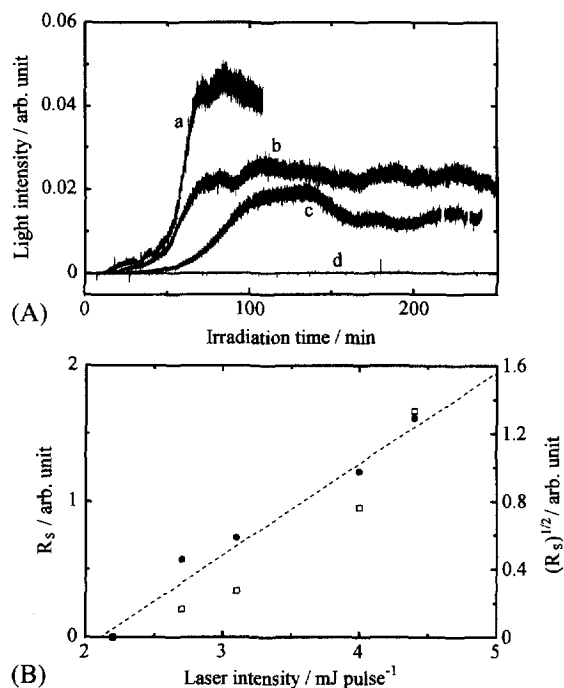 0.06
0.04
0.02
0
Light intensity / arb. unit
a
b
c
d
0
100
200
(A)
Irradiation time / min
2
1
0
R_s / arb. unit
1.6
1.2
0.8
0.4
0
(R_s)^1/2 / arb. unit
2
3
4
5
(B)
Laser intensity / mJ pulse⁻¹